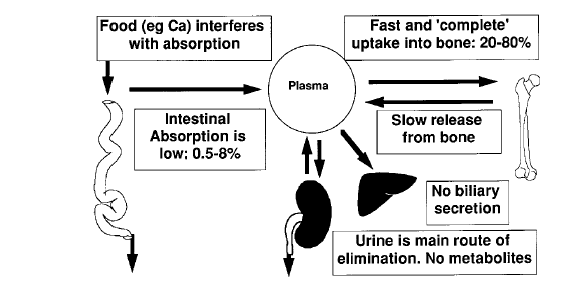 Food (eg Ca) interferes
with absorption
Fast and 'complete'
uptake into bone: 20-80%
Plasma
Intestinal
Absorption is
low: 0.5-8%
Slow release
from bone
No biliary
secretion
Urine is main route of
elimination. No metabolites